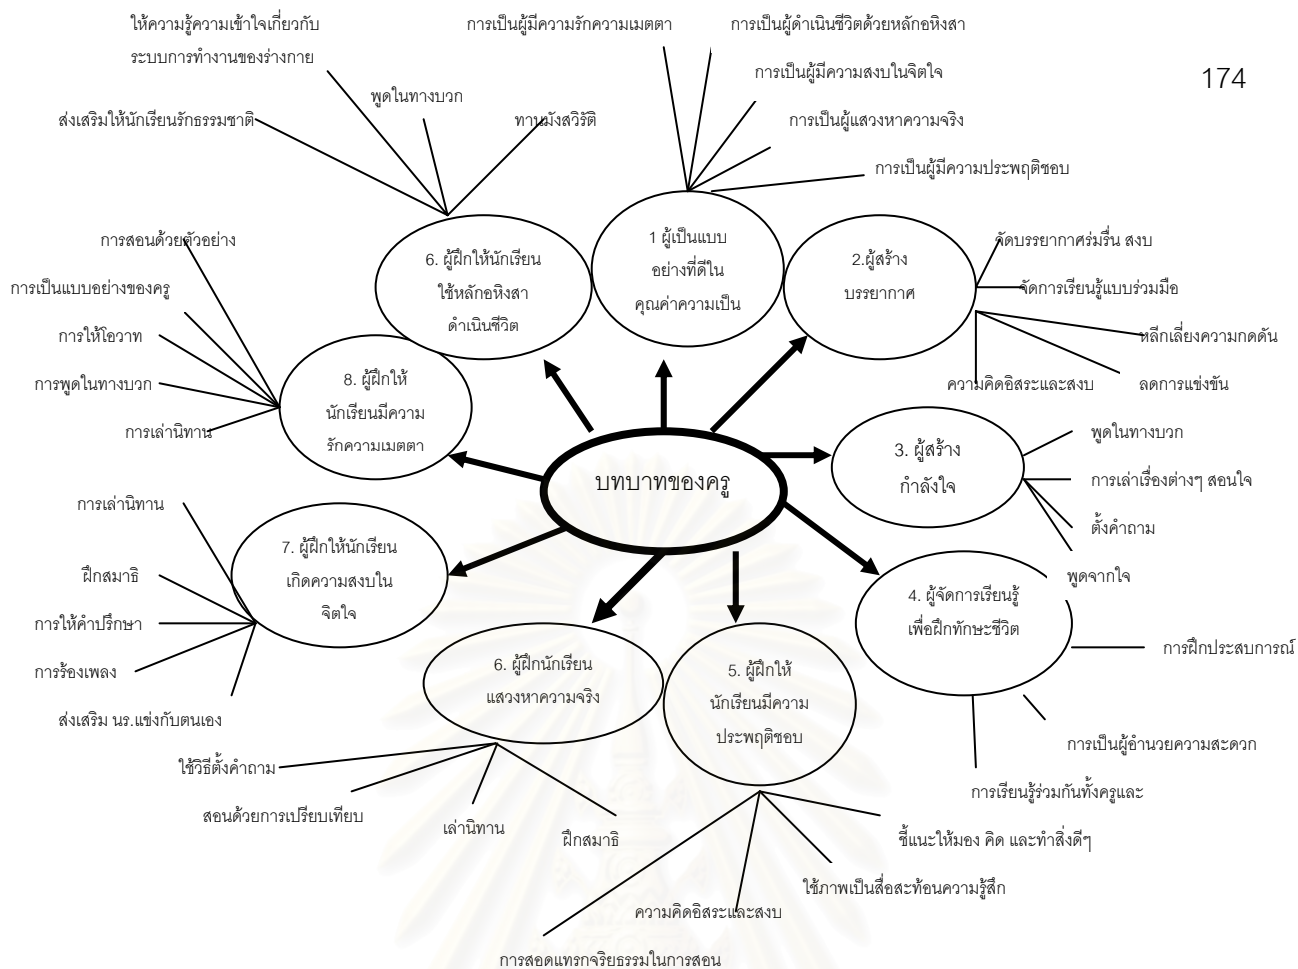 174
ให้ความรู้ความเข้าใจเกี่ยวกับ
ระบบการทำงานของร่างกาย
พูดในทางบวก
ส่งเสริมให้นักเรียนรักธรรมชาติ
ทานมังสวิรัติ
การเป็นผู้มีความรักความเมตตา
การเป็นผู้ดำเนินชีวิตด้วยหลักอหิงสา
การเป็นผู้มีความสงบในจิตใจ
การเป็นผู้แสวงหาความจริง
การเป็นผู้มีความประพฤติชอบ
6. ผู้ฝึกให้นักเรียน
ใช้หลักอหิงสา
ดำเนินชีวิต
1 ผู้เป็นแบบ
อย่างที่ดีใน
คุณค่าความเป็น
2.ผู้สร้าง
บรรยากาศ
จัดบรรยากาศร่มรื่น สงบ
จัดการเรียนรู้แบบร่วมมือ
หลีกเลี่ยงความกดดัน
ลดการแข่งขัน
ความคิดอิสระและสงบ
การสอนด้วยตัวอย่าง
การเป็นแบบอย่างของครู
การให้โอวาท
การพูดในทางบวก
การเล่านิทาน
8. ผู้ฝึกให้
นักเรียนมีความ
รักความเมตตา
บทบาทของครู
3. ผู้สร้าง
กำลังใจ
พูดในทางบวก
การเล่าเรื่องต่างๆ สอนใจ
ตั้งคำถาม
พูดจากใจ
การเล่านิทาน
ฝึกสมาธิ
การให้คำปรึกษา
การร้องเพลง
ส่งเสริม นร.แข่งกับตนเอง
7. ผู้ฝึกให้นักเรียน
เกิดความสงบใน
จิตใจ
4. ผู้จัดการเรียนรู้
เพื่อฝึกทักษะชีวิต
การฝึกประสบการณ์
การเป็นผู้อำนวยความสะดวก
การเรียนรู้ร่วมกันทั้งครูและ
6. ผู้ฝึกนักเรียน
แสวงหาความจริง
5. ผู้ฝึกให้
นักเรียนมีความ
ประพฤติชอบ
ใช้วิธีตั้งคำถาม
สอนด้วยการเปรียบเทียบ
เล่านิทาน
ฝึกสมาธิ
ชี้แนะให้มอง คิด และทำสิ่งดีๆ
ใช้ภาพเป็นสื่อสะท้อนความรู้สึก
ความคิดอิสระและสงบ
การสอดแทรกจริยธรรมในการสอน